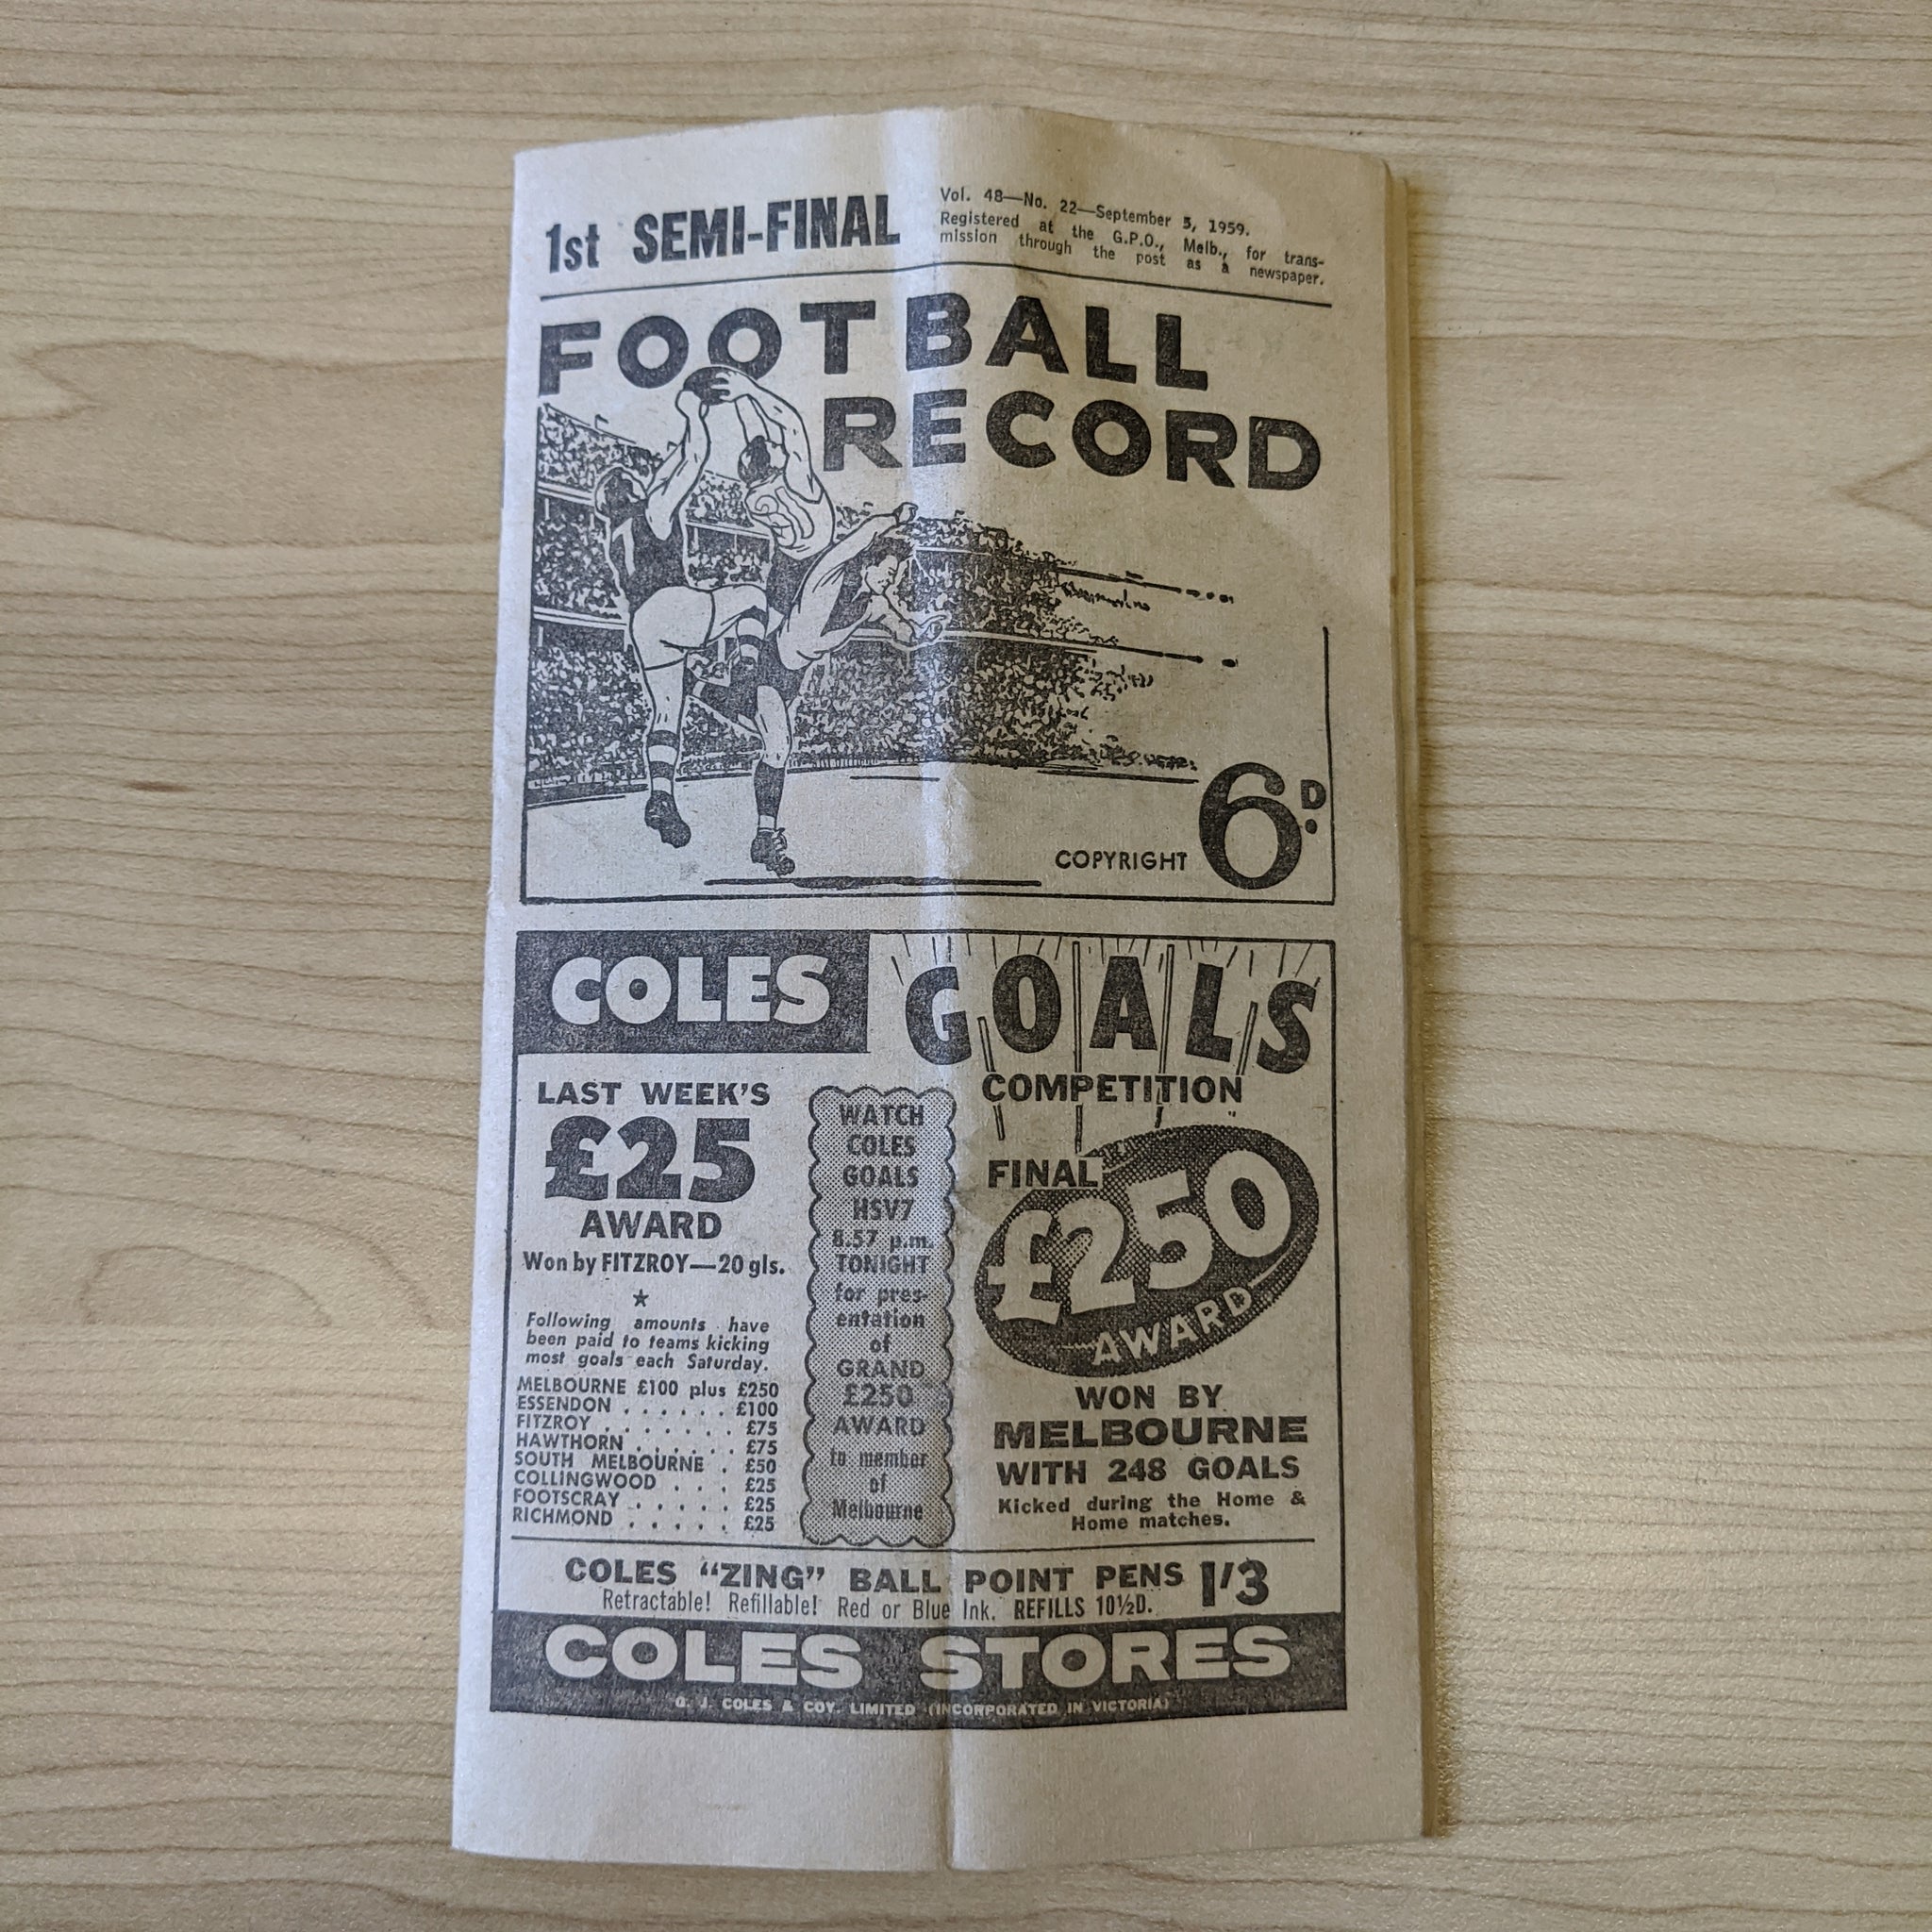 1st SEMI-FINAL
Vol. 48—No. 22—September 5, 1959.
Registered at the G.P.O., Melb., for trans-
mission through the post as a newspaper.
FOOTBALL
RECORD
COPYRIGHT 6D.
COLES GOALS
COMPETITION
LAST WEEK'S
£25
AWARD
Won by FITZROY—20 gls.
★
Following amounts have
been paid to teams kicking
most goals each Saturday.
MELBOURNE £100 plus £250
ESSENDON . . . . . . £100
FITZROY . . . . . . . £75
HAWTHORN . . . . . . £75
SOUTH MELBOURNE . £50
COLLINGWOOD . . . £25
FOOTSCRAY . . . . . £25
RICHMOND . . . . . £25
WATCH
COLES
GOALS
HSV7
8.57 p.m.
TONIGHT
for pres-
entation
of
GRAND
£250
AWARD
to member
of
Melbourne
FINAL
£250
AWARD
WON BY
MELBOURNE
WITH 248 GOALS
Kicked during the Home &
Home matches.
COLES "ZING" BALL POINT PENS 1'3
Retractable! Refillable! Red or Blue Ink. REFILLS 10½D.
COLES STORES
G. J. COLES & COY. LIMITED (INCORPORATED IN VICTORIA)